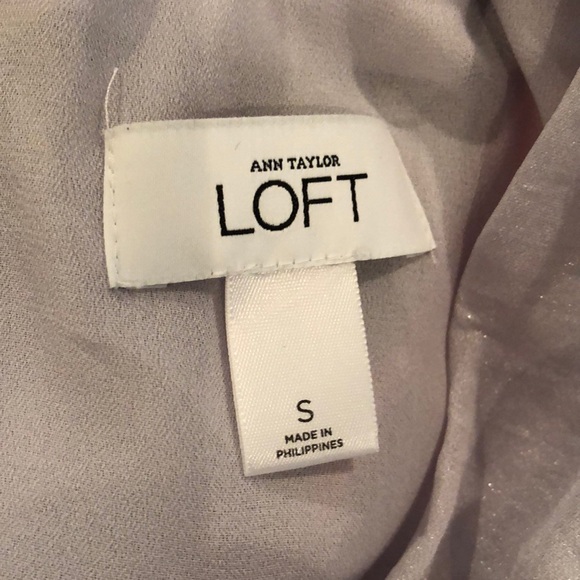 ANN TAYLOR
LOFT
S
MADE IN
PHILIPPINES